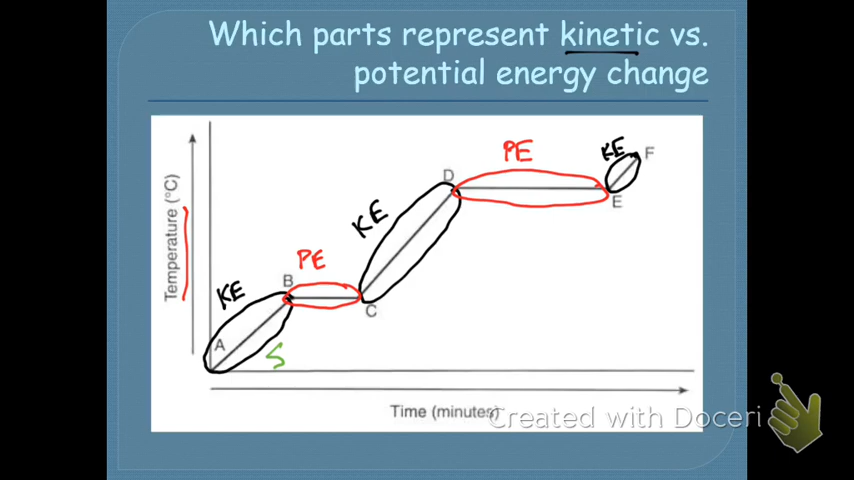 Which parts represent kinetic vs.
potential energy change
KE
F
PE
D
E
KE
PE
B
C
KE
A
S
Temperature (°C)
Time (minutes)
Created with Doceri